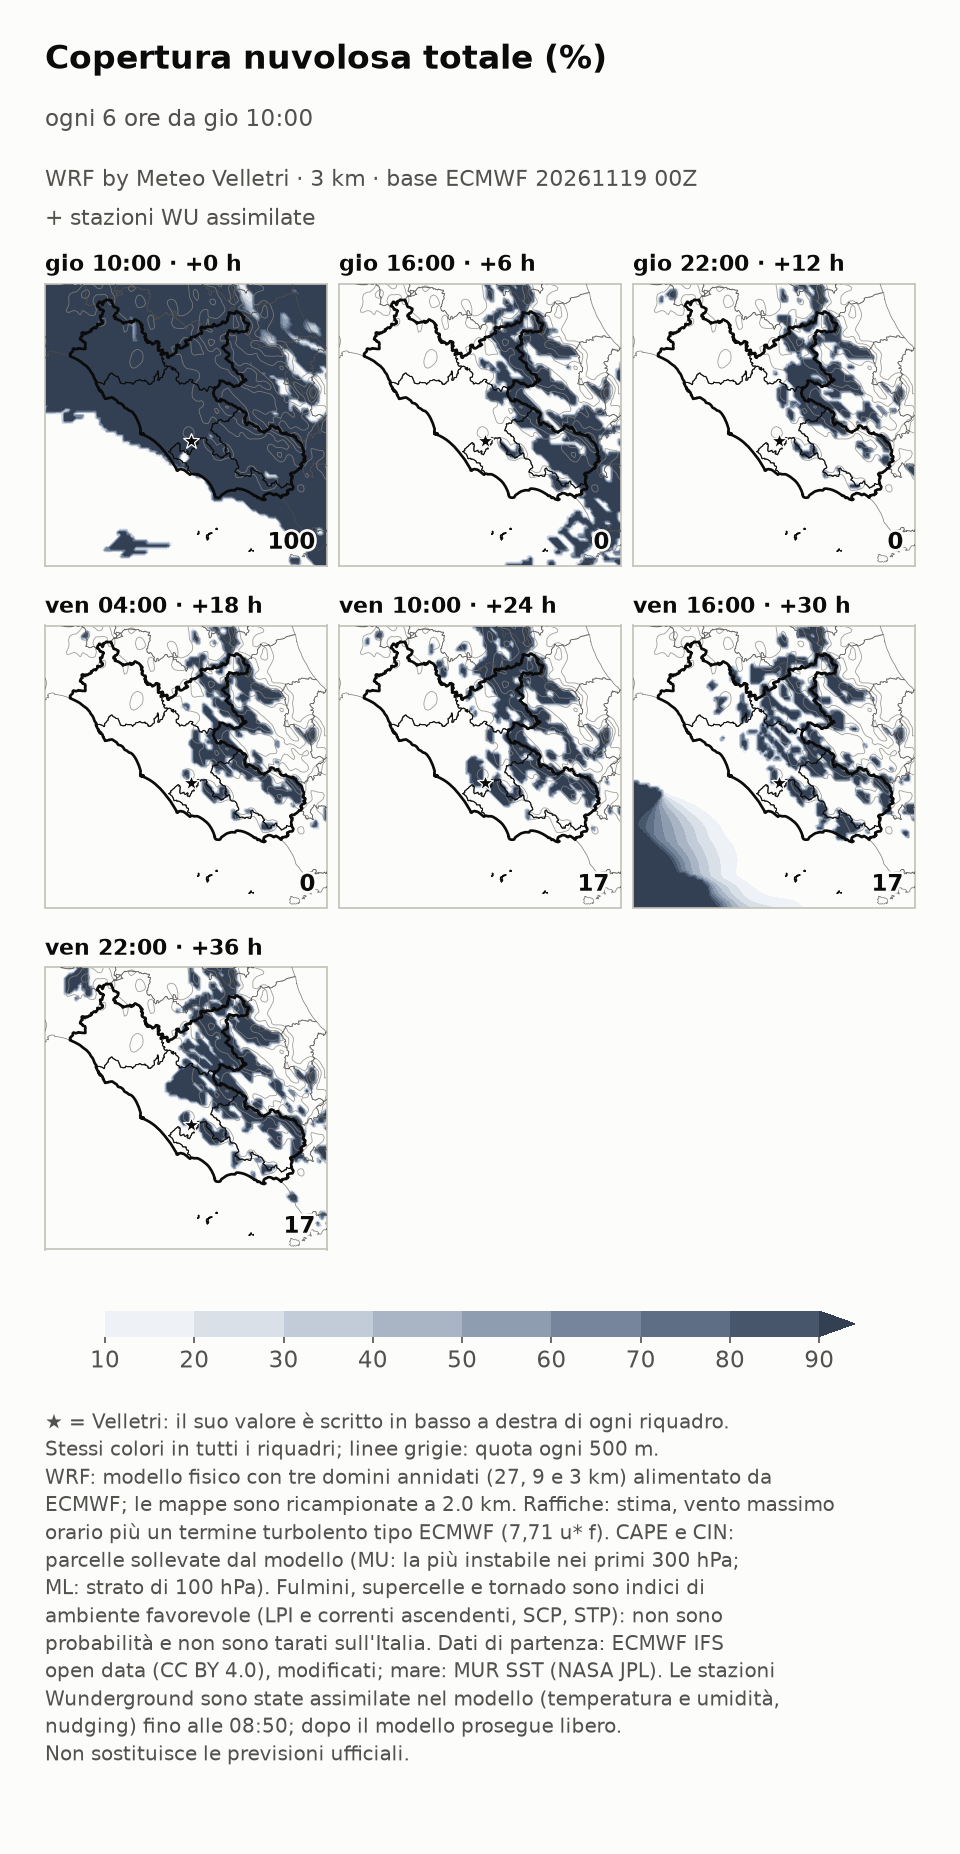 Copertura nuvolosa totale (%)
ogni 6 ore da gio 10:00
WRF by Meteo Velletri · 3 km · base ECMWF 20261119 00Z
+ stazioni WU assimilate
gio 10:00 · +0 h
gio 16:00 · +6 h
gio 22:00 · +12 h
100
0
0
ven 04:00 · +18 h
ven 10:00 · +24 h
ven 16:00 · +30 h
0
17
17
ven 22:00 · +36 h
17
10 20 30 40 50 60 70 80 90
★ = Velletri: il suo valore è scritto in basso a destra di ogni riquadro.
Stessi colori in tutti i riquadri; linee grigie: quota ogni 500 m.
WRF: modello fisico con tre domini annidati (27, 9 e 3 km) alimentato da
ECMWF; le mappe sono ricampionate a 2.0 km. Raffiche: stima, vento massimo
orario più un termine turbolento tipo ECMWF (7,71 u* f). CAPE e CIN:
parcelle sollevate dal modello (MU: la più instabile nei primi 300 hPa;
ML: strato di 100 hPa). Fulmini, supercelle e tornado sono indici di
ambiente favorevole (LPI e correnti ascendenti, SCP, STP): non sono
probabilità e non sono tarati sull'Italia. Dati di partenza: ECMWF IFS
open data (CC BY 4.0), modificati; mare: MUR SST (NASA JPL). Le stazioni
Wunderground sono state assimilate nel modello (temperatura e umidità,
nudging) fino alle 08:50; dopo il modello prosegue libero.
Non sostituisce le previsioni ufficiali.